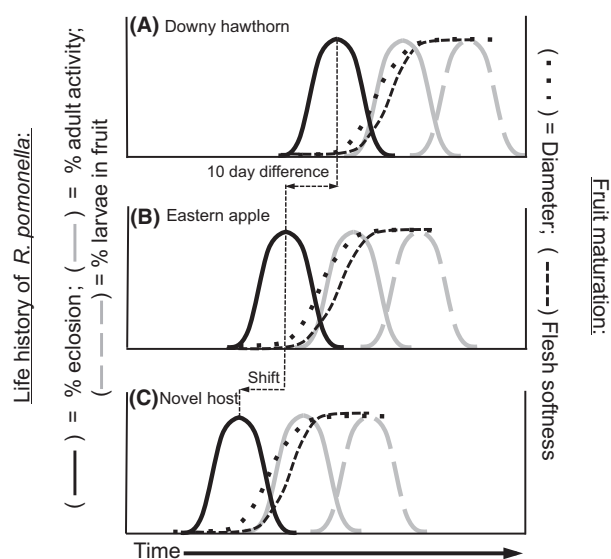 (A) Downy hawthorn
10 day difference
(B) Eastern apple
Shift
(C) Novel host
Time
Life history of R. pomonella:
( ) = % eclosion; ( ) = % adult activity;
( ) = % larvae in fruit
Fruit maturation:
( ) = Diameter; ( ) Flesh softness